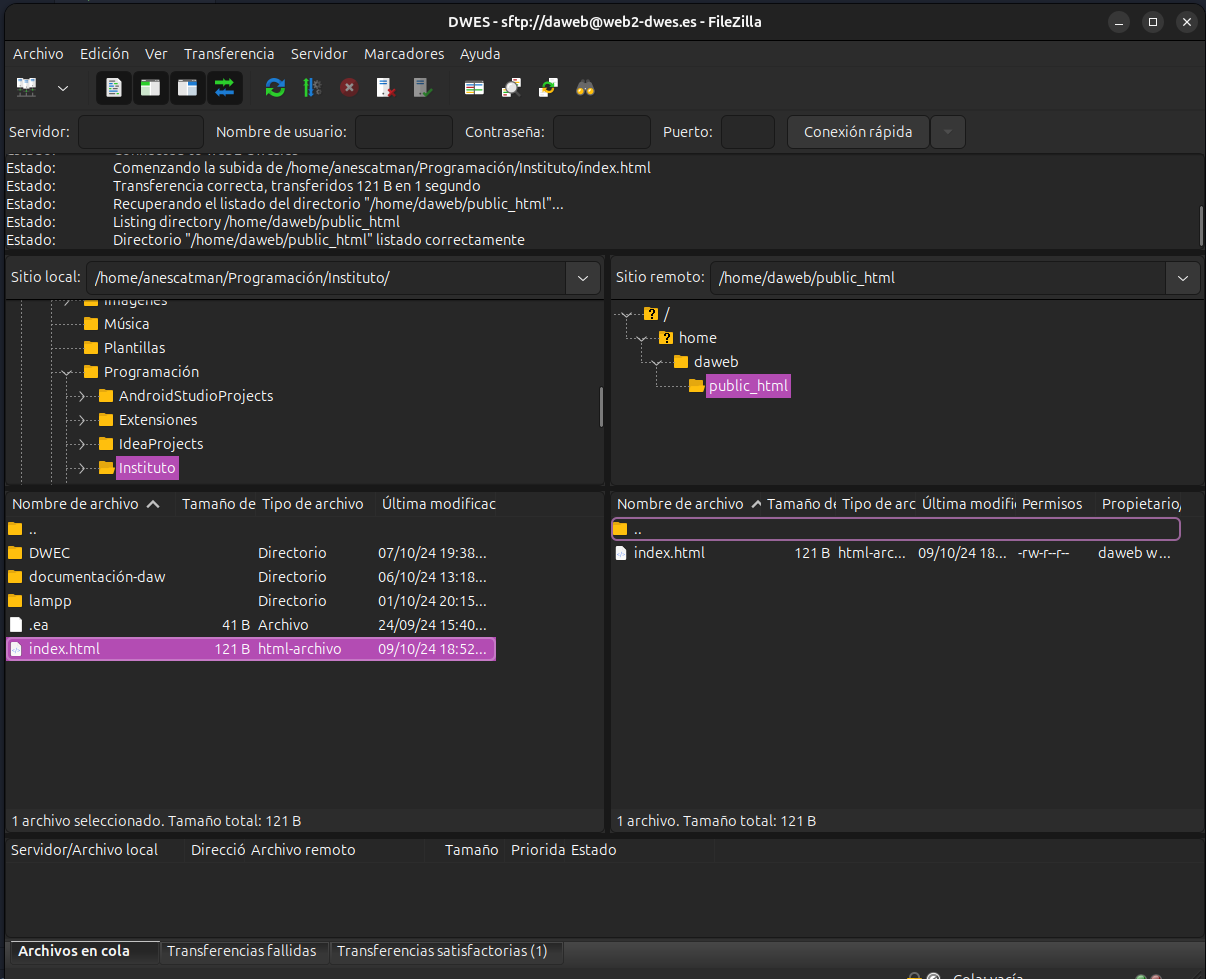 DWES - sftp://daweb@web2-dwes.es - FileZilla
Archivo Edición Ver Transferencia Servidor Marcadores Ayuda
Servidor: Nombre de usuario: Contraseña: Puerto: Conexión rápida
Estado: Comenzando la subida de /home/anescatman/Programación/Instituto/index.html
Estado: Transferencia correcta, transferidos 121 B en 1 segundo
Estado: Recuperando el listado del directorio "/home/daweb/public_html"...
Estado: Listing directory /home/daweb/public_html
Estado: Directorio "/home/daweb/public_html" listado correctamente
Sitio local: /home/anescatman/Programación/Instituto/
Imágenes
Música
Plantillas
Programación
AndroidStudioProjects
Extensiones
IdeaProjects
Instituto
Sitio remoto: /home/daweb/public_html
/
home
daweb
public_html
Nombre de archivo Tamaño de Tipo de archivo Última modificac
..
DWEC Directorio 07/10/24 19:38...
documentación-daw Directorio 06/10/24 13:18...
lampp Directorio 01/10/24 20:15...
.ea 41 B Archivo 24/09/24 15:40...
index.html 121 B html-archivo 09/10/24 18:52...
1 archivo seleccionado. Tamaño total: 121 B
Nombre de archivo Tamaño de Tipo de arc Última modifi Permisos Propietario/
..
index.html 121 B html-arc... 09/10/24 18... -rw-r--r-- daweb w...
1 archivo. Tamaño total: 121 B
Servidor/Archivo local Direcció Archivo remoto Tamaño Priorida Estado
Archivos en cola Transferencias fallidas Transferencias satisfactorias (1)
Cola: vacía